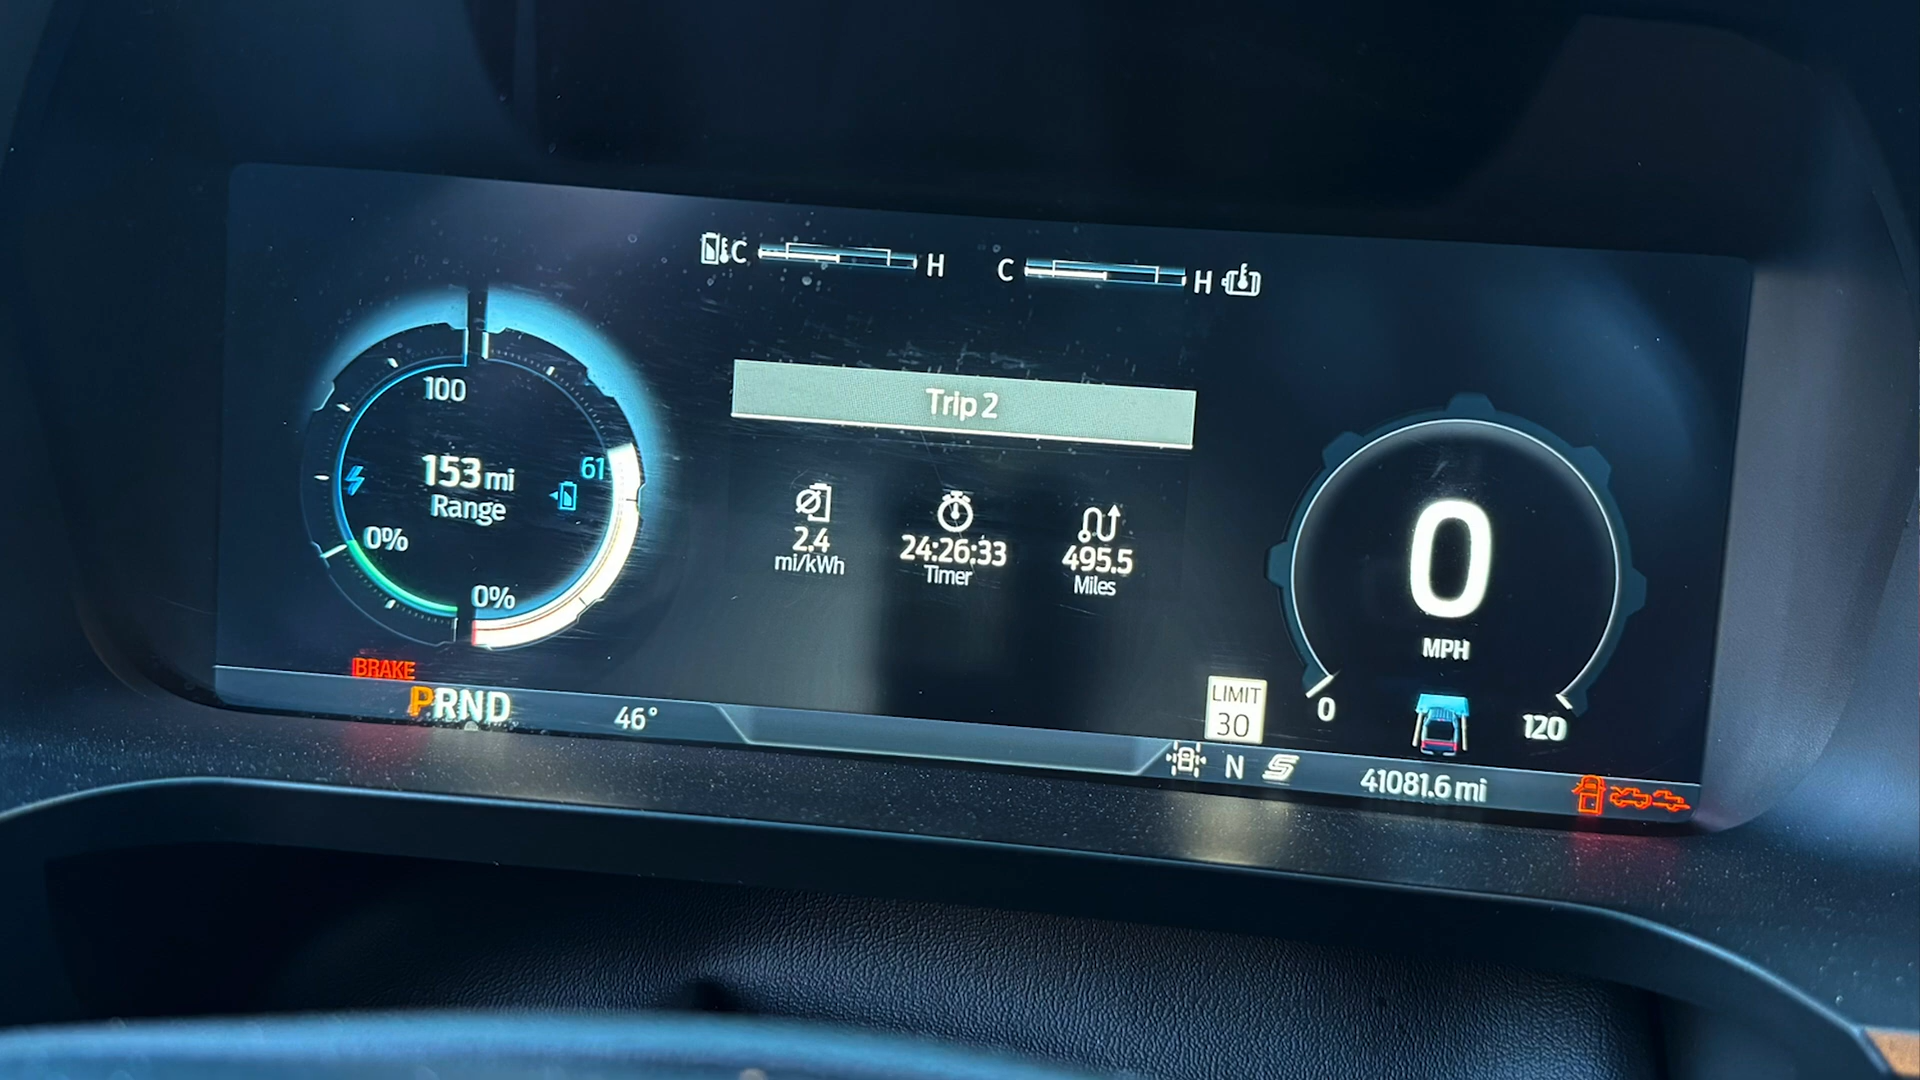 C H
C H
Trip 2
100
153 mi
Range
61
0%
0%
2.4
mi/kWh
24:26:33
Timer
495.5
Miles
0
MPH
0
120
BRAKE
PRND
46°
LIMIT
30
N
41081.6 mi